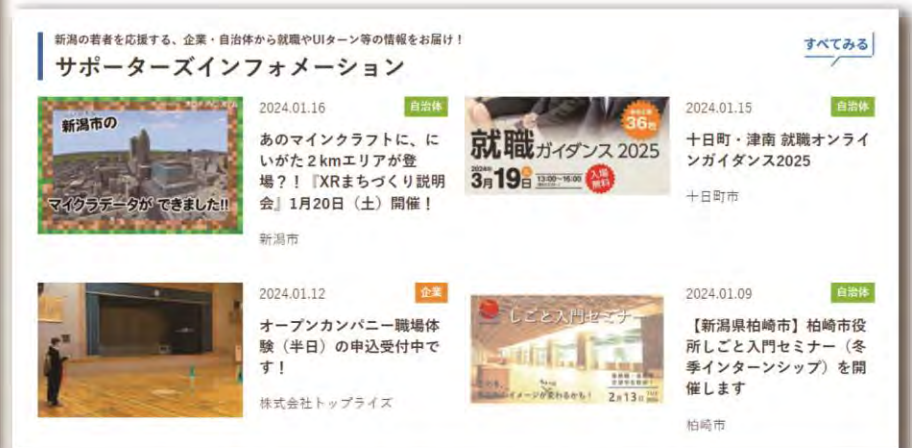 新潟の若者を応援する、企業・自治体から就職やUIターン等の情報をお届け！
サポーターズインフォメーション
すべてみる
新潟市の
マイクラデータが できました!!
2024.01.16
自治体
あのマインクラフトに、に
いがた２kmエリアが登
場？！『XRまちづくり説明
会』1月20日（土）開催！
新潟市
36社
就職ガイダンス 2025
3月19日
13:00~16:00
入場
無料
2024.01.15
自治体
十日町・津南 就職オンライ
ンガイダンス2025
十日町市
2024.01.12
企業
オープンカンパニー職場体
験（半日）の申込受付中で
す！
株式会社トップライズ
しごと入門セミナー
イメージが変わるかも！
2月13日
2024.01.09
自治体
【新潟県柏崎市】柏崎市役
所しごと入門セミナー（冬
季インターンシップ）を開
催します
柏崎市